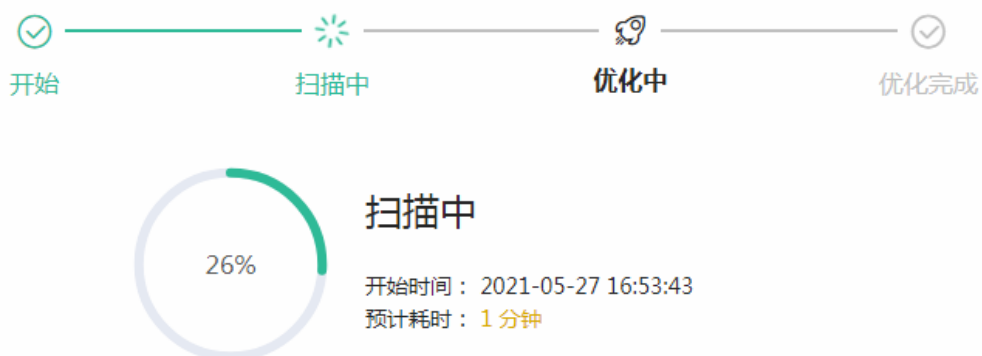 开始
扫描中
优化中
优化完成
26%
扫描中
开始时间： 2021-05-27 16:53:43
预计耗时： 1 分钟